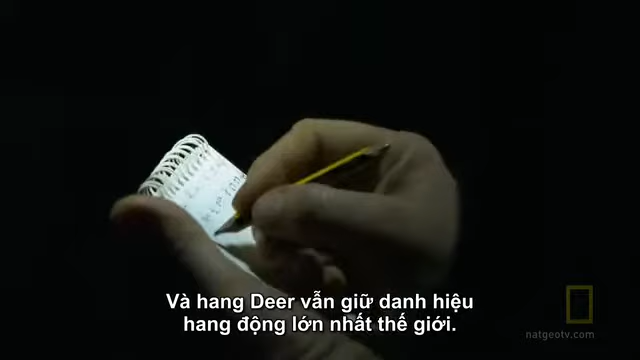 Và hang Deer vẫn giữ danh hiệu
hang động lớn nhất thế giới.
natgeotv.com